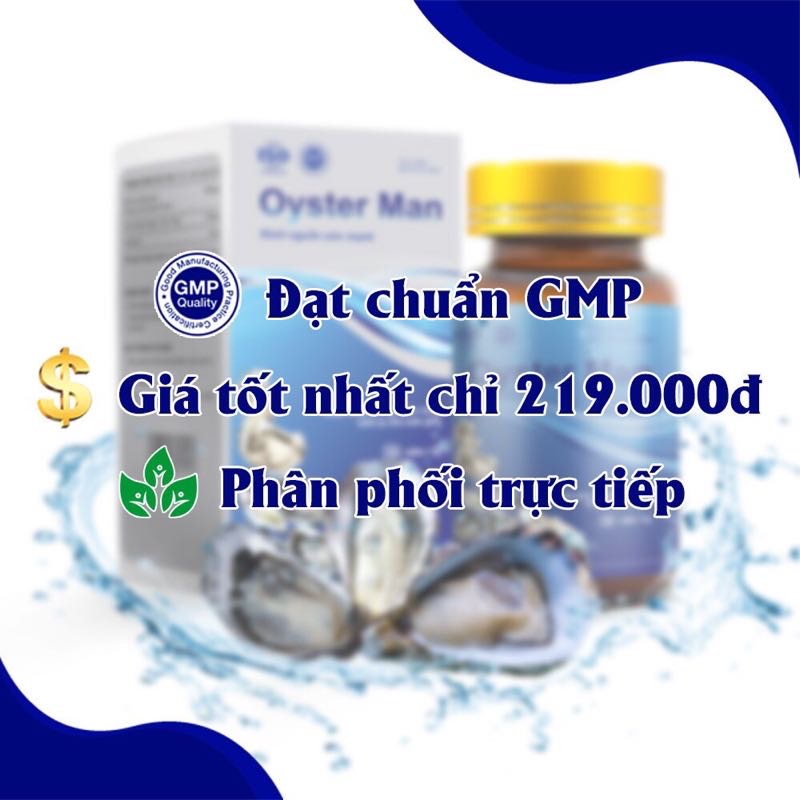 Oyster Man
Good Manufacturing Practice Certification
GMP
Quality
Đạt chuẩn GMP
Giá tốt nhất chỉ 219.000đ
Phân phối trực tiếp